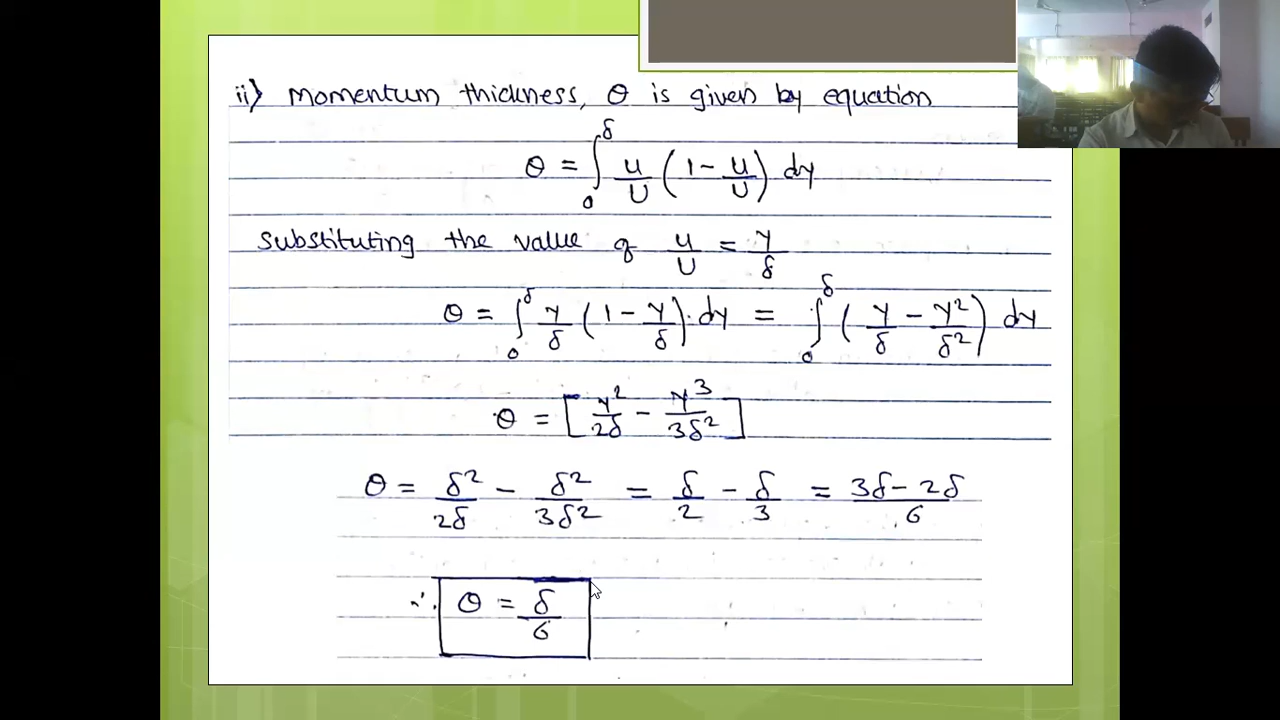 ii) Momentum thickness, θ is given by equation
θ = ∫₀^δ u/U (1 - u/U) dy
substituting the value of u/U = y/δ
θ = ∫₀^δ y/δ (1 - y/δ). dy = ∫₀^δ (y/δ - y²/δ²) dy
θ = [y²/2δ - y³/3δ²]
θ = δ²/2δ - δ²/3δ² = δ/2 - δ/3 = 3δ - 2δ/6
∴ θ = δ/6